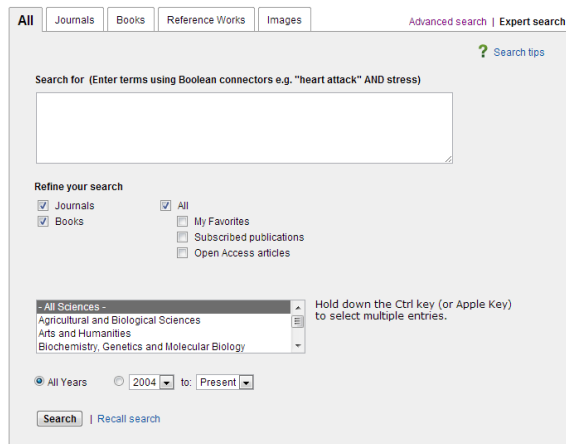 All Journals Books Reference Works Images Advanced search | Expert search
? Search tips
Search for (Enter terms using Boolean connectors e.g. "heart attack" AND stress)
Refine your search
Journals All
Books My Favorites
Subscribed publications
Open Access articles
- All Sciences - Hold down the Ctrl key (or Apple Key)
Agricultural and Biological Sciences to select multiple entries.
Arts and Humanities
Biochemistry, Genetics and Molecular Biology
All Years 2004 to: Present
Search | Recall search